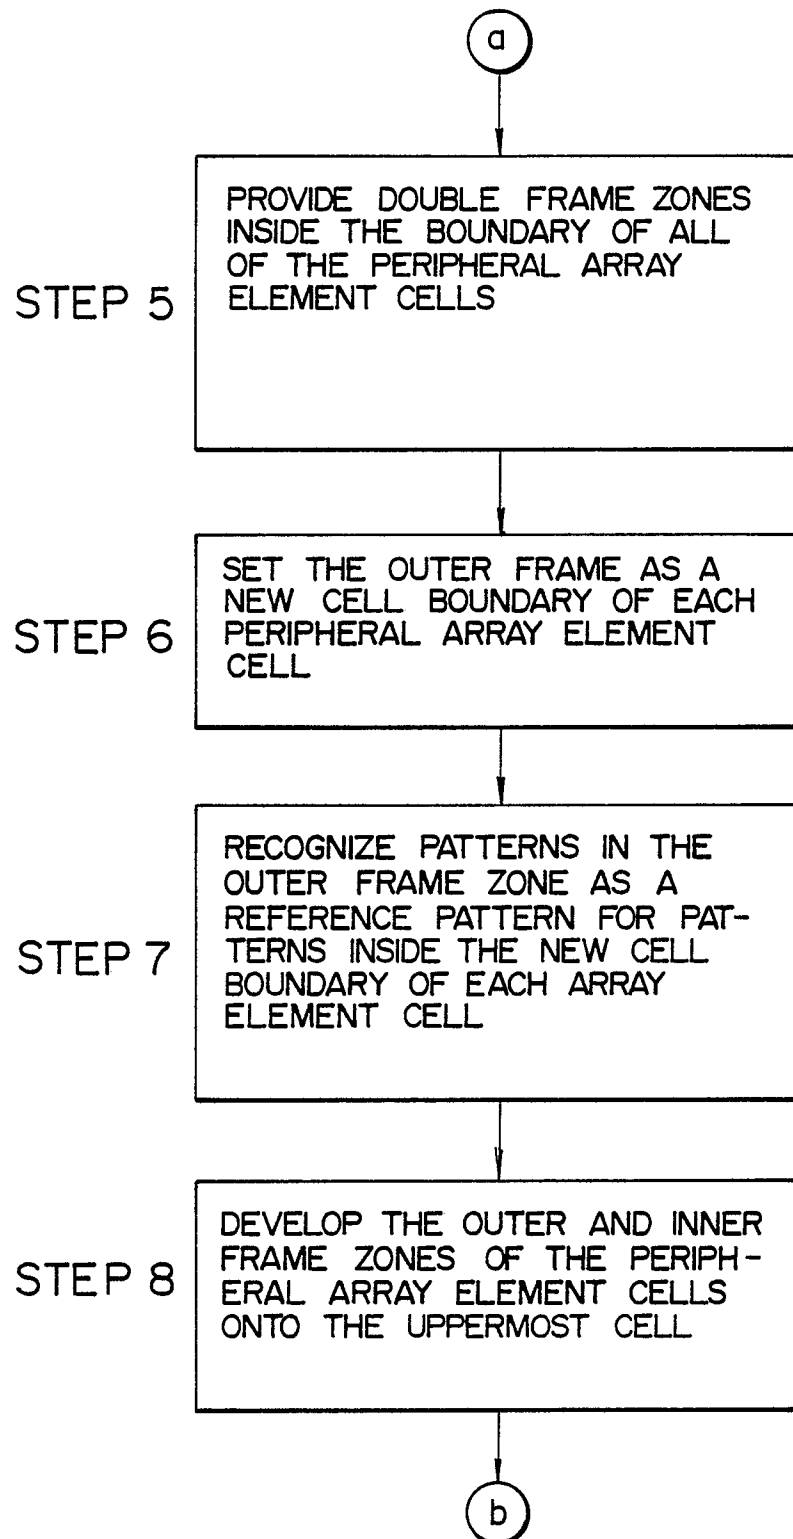 a
STEP 5
PROVIDE DOUBLE FRAME ZONES
INSIDE THE BOUNDARY OF ALL
OF THE PERIPHERAL ARRAY
ELEMENT CELLS
STEP 6
SET THE OUTER FRAME AS A
NEW CELL BOUNDARY OF EACH
PERIPHERAL ARRAY ELEMENT
CELL
STEP 7
RECOGNIZE PATTERNS IN THE
OUTER FRAME ZONE AS A
REFERENCE PATTERN FOR PAT-
TERNS INSIDE THE NEW CELL
BOUNDARY OF EACH ARRAY
ELEMENT CELL
STEP 8
DEVELOP THE OUTER AND INNER
FRAME ZONES OF THE PERIPH-
ERAL ARRAY ELEMENT CELLS
ONTO THE UPPERMOST CELL
b